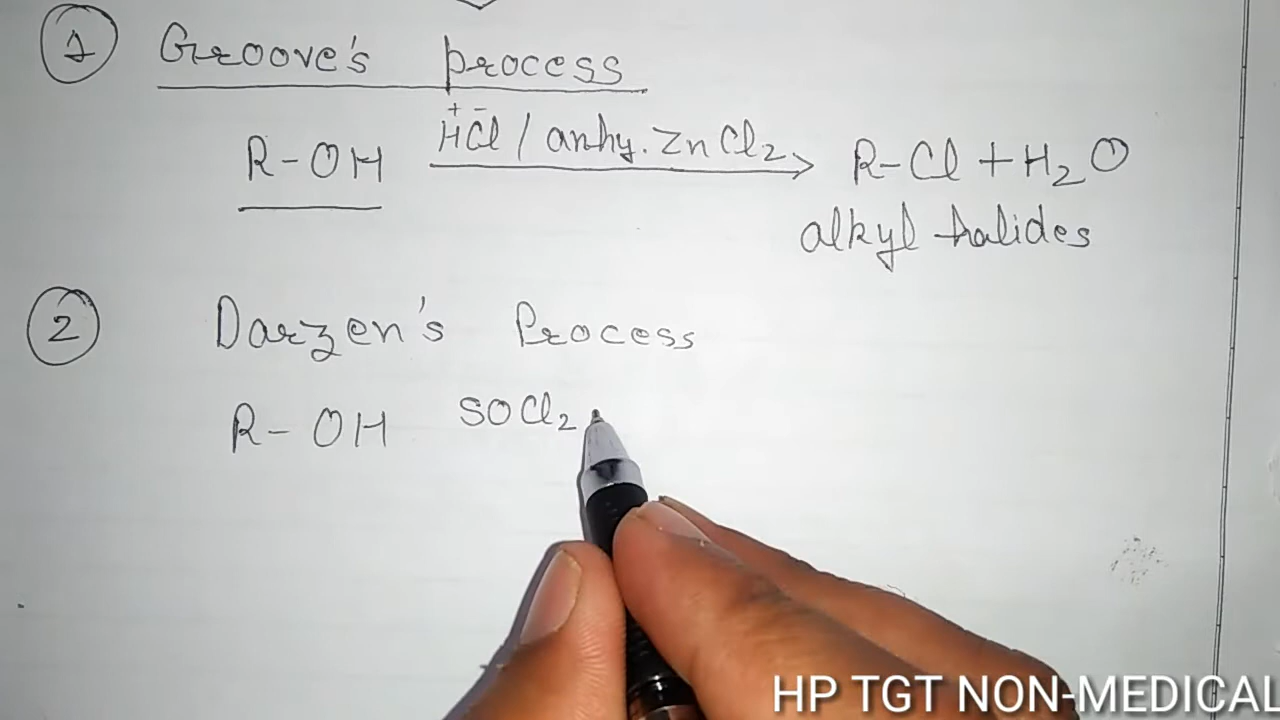 1 Groove's process
R-OH HCl / anhy. ZnCl2 R-Cl + H2O
+ -
alkyl halides
2 Darzen's Process
R-OH SOCl2
HP TGT NON-MEDICAL